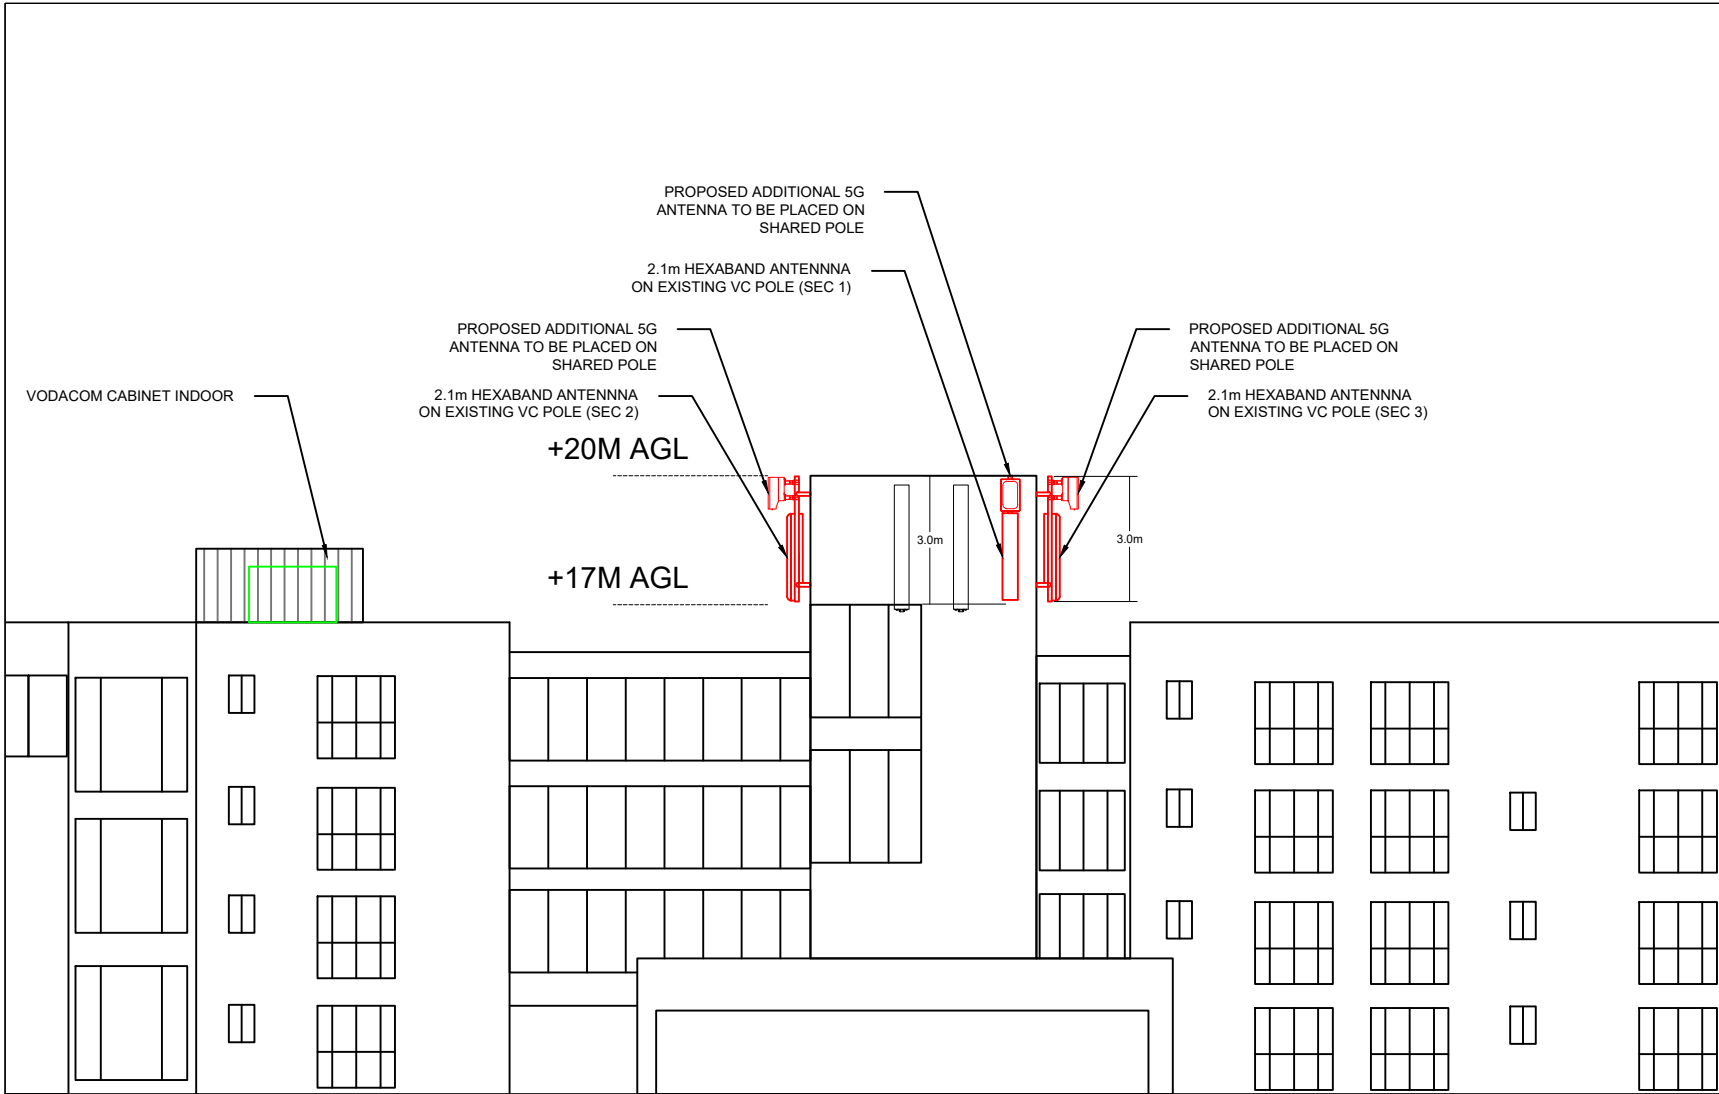 PROPOSED ADDITIONAL 5G
ANTENNA TO BE PLACED ON
SHARED POLE
2.1m HEXABAND ANTENNNA
ON EXISTING VC POLE (SEC 1)
PROPOSED ADDITIONAL 5G
ANTENNA TO BE PLACED ON
SHARED POLE
PROPOSED ADDITIONAL 5G
ANTENNA TO BE PLACED ON
SHARED POLE
VODACOM CABINET INDOOR
2.1m HEXABAND ANTENNNA
ON EXISTING VC POLE (SEC 2)
2.1m HEXABAND ANTENNNA
ON EXISTING VC POLE (SEC 3)
+20M AGL
3.0m
3.0m
+17M AGL